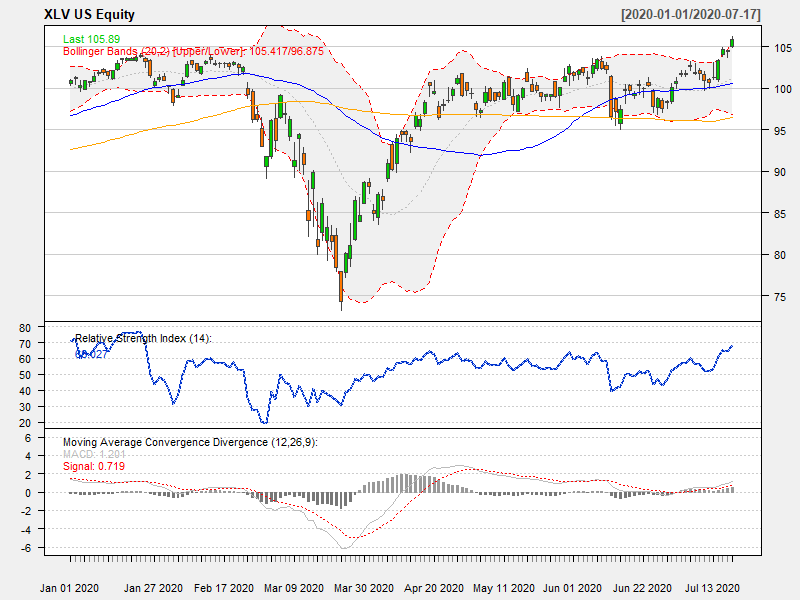 XLV US Equity [2020-01-01/2020-07-17]
Last 105.89
Bollinger Bands (20,2) [Upper/Lower]: 105.417/96.875
105
100
95
90
85
80
75
Relative Strength Index (14):
68.027
80
70
60
50
40
30
20
Moving Average Convergence Divergence (12,26,9):
MACD: 1.201
Signal: 0.719
6
4
2
0
-2
-4
-6
Jan 01 2020 Jan 27 2020 Feb 17 2020 Mar 09 2020 Mar 30 2020 Apr 20 2020 May 11 2020 Jun 01 2020 Jun 22 2020 Jul 13 2020